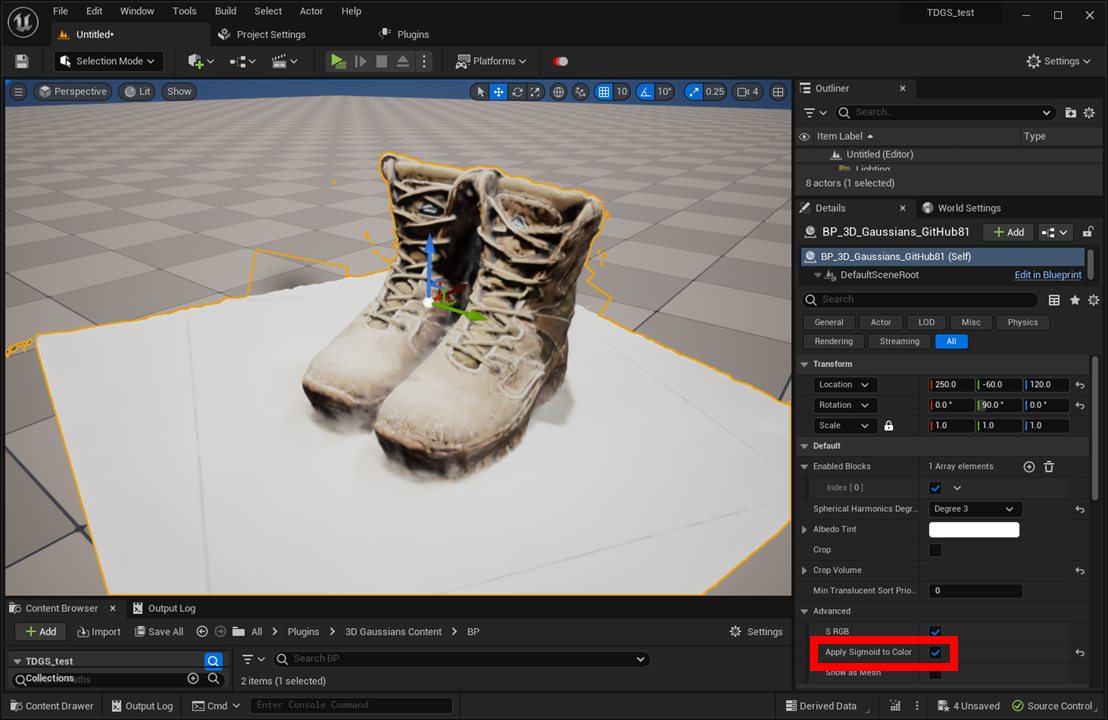 File Edit Window Tools Build Select Actor Help TDGS_test
Untitled* Project Settings Plugins
Selection Mode Platforms Settings
Perspective Lit Show 10 10° 0.25 4
Outliner
Search...
Item Label Type
Untitled (Editor)
Lighting
8 actors (1 selected)
Details World Settings
BP_3D_Gaussians_GitHub81 + Add
BP_3D_Gaussians_GitHub81 (Self)
DefaultSceneRoot Edit in Blueprint
Search
General Actor LOD Misc Physics
Rendering Streaming All
Transform
Location 250.0 -60.0 120.0
Rotation 0.0 ° 90.0 ° 0.0 °
Scale 1.0 1.0 1.0
Default
Enabled Blocks 1 Array elements
Index [ 0 ]
Spherical Harmonics Degr... Degree 3
Albedo Tint
Crop
Crop Volume
Min Translucent Sort Prio... 0
Advanced
S RGB
Apply Sigmoid to Color
Show as Mesh
Content Browser Output Log
+ Add Import Save All All Plugins 3D Gaussians Content BP Settings
TDGS_test Search BP
Collections
2 items (1 selected)
Content Drawer Output Log Cmd Enter Console Command Derived Data 4 Unsaved Source Control